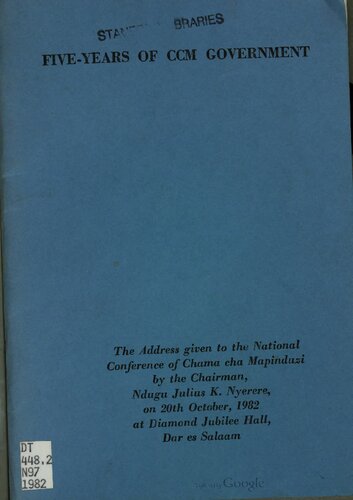 BRARIES
FIVE-YEARS OF CCM GOVERNMENT
The Address given to the National
Conference of Chama cha Mapinduzi
by the Chairman,
Ndugu Julius K. Nyerere,
on 20th October, 1982
at Diamond Jubilee Hall,
Dar es Salaam
DT
448.2
N97
1982
Google